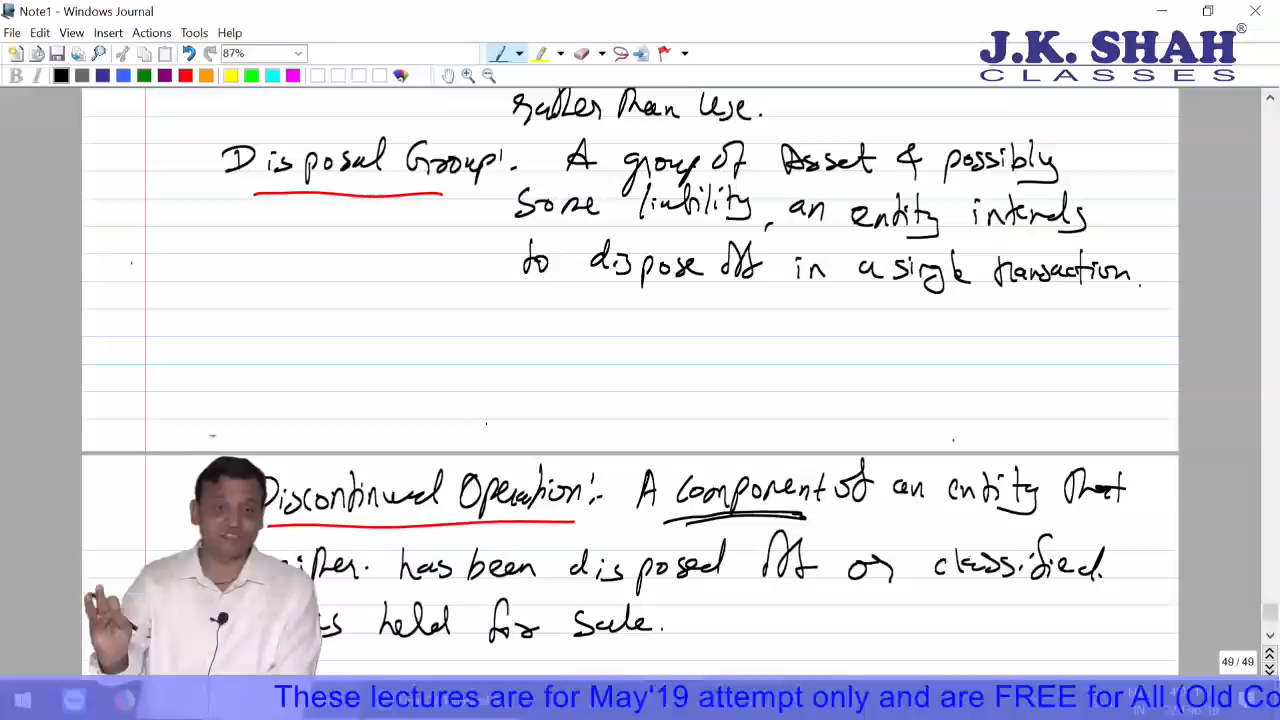 Note1 - Windows Journal
File Edit View Insert Actions Tools Help
87%
J.K. SHAH®
CLASSES
rather than use.
Disposal Group:- A group of Asset & possibly
some liability, an entity intends
to dispose off in a single transaction.
Discontinued Operation:- A component of an entity that
either has been disposed off or classified
as held for sale.
49 / 49
These lectures are for May'19 attempt only and are FREE for All (Old Co